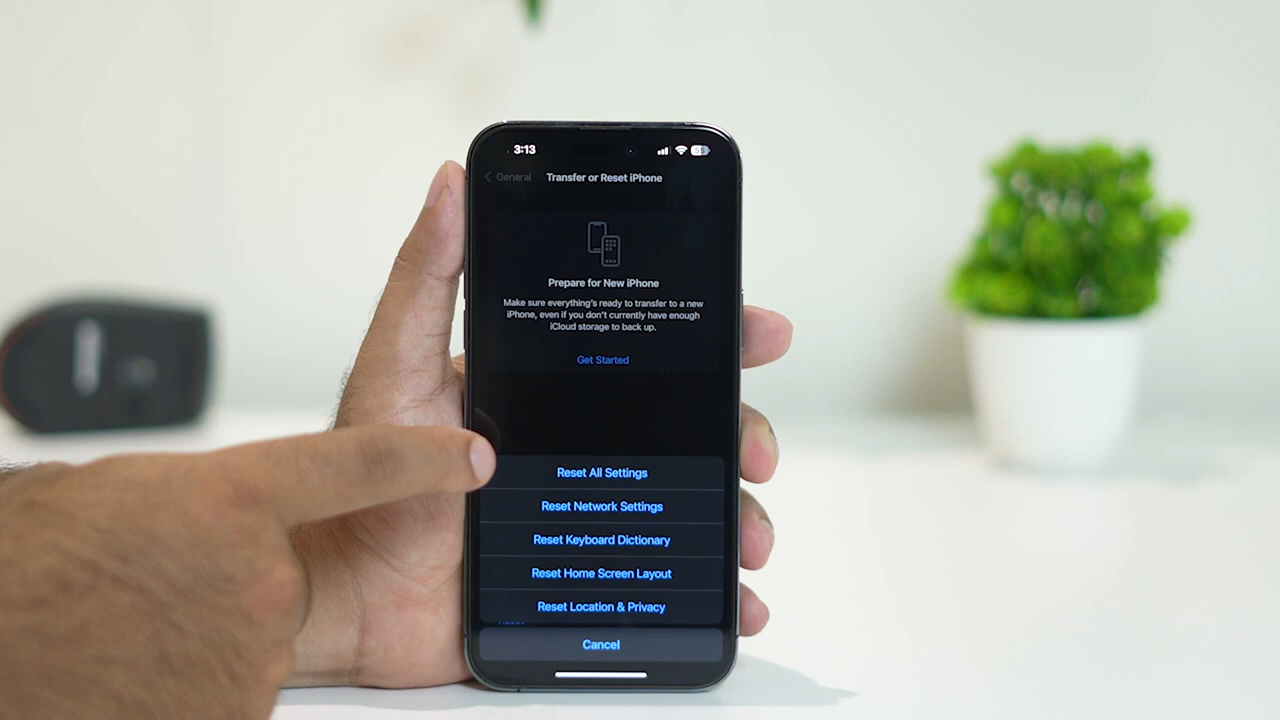 3:13
55
General
Transfer or Reset iPhone
Prepare for New iPhone
Make sure everything's ready to transfer to a new
iPhone, even if you don't currently have enough
iCloud storage to back up.
Get Started
Reset All Settings
Reset Network Settings
Reset Keyboard Dictionary
Reset Home Screen Layout
Reset Location & Privacy
Cancel